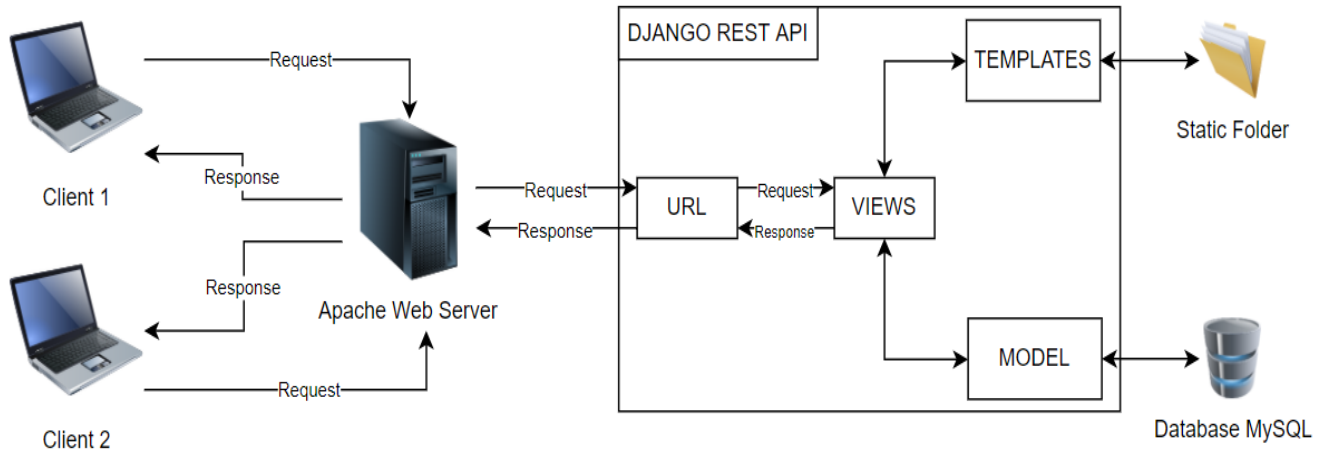 DJANGO REST API
TEMPLATES
Request
Static Folder
Client 1
Response
Request
Request
URL
VIEWS
Response
Response
Response
Apache Web Server
MODEL
Request
Client 2
Database MySQL